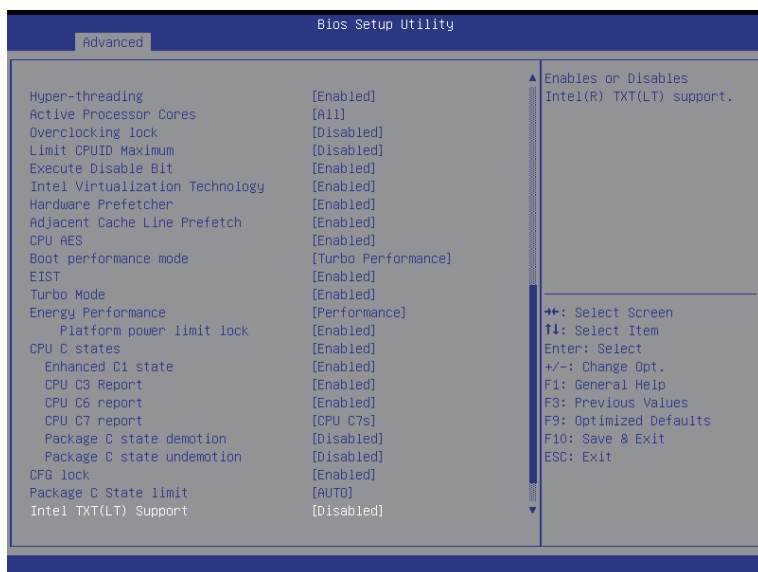 Bios Setup Utility
Advanced
Hyper-threading [Enabled]
Active Processor Cores [All]
Overclocking lock [Disabled]
Limit CPUID Maximum [Disabled]
Execute Disable Bit [Enabled]
Intel Virtualization Technology [Enabled]
Hardware Prefetcher [Enabled]
Adjacent Cache Line Prefetch [Enabled]
CPU AES [Enabled]
Boot performance mode [Turbo Performance]
EIST [Enabled]
Turbo Mode [Enabled]
Energy Performance [Performance]
Platform power limit lock [Enabled]
CPU C states [Enabled]
Enhanced C1 state [Enabled]
CPU C3 Report [Enabled]
CPU C6 report [Enabled]
CPU C7 report [CPU C7s]
Package C state demotion [Disabled]
Package C state undemotion [Disabled]
CFG lock [Enabled]
Package C State limit [AUTO]
Intel TXT(LT) Support [Disabled]
Enables or Disables
Intel(R) TXT(LT) support.
→←: Select Screen
↑↓: Select Item
Enter: Select
+/-: Change Opt.
F1: General Help
F3: Previous Values
F9: Optimized Defaults
F10: Save & Exit
ESC: Exit